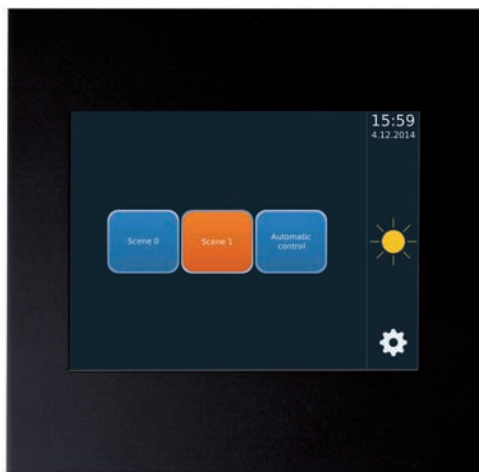 15:59
4.12.2014
Scene 0
Scene 1
Automatic
control